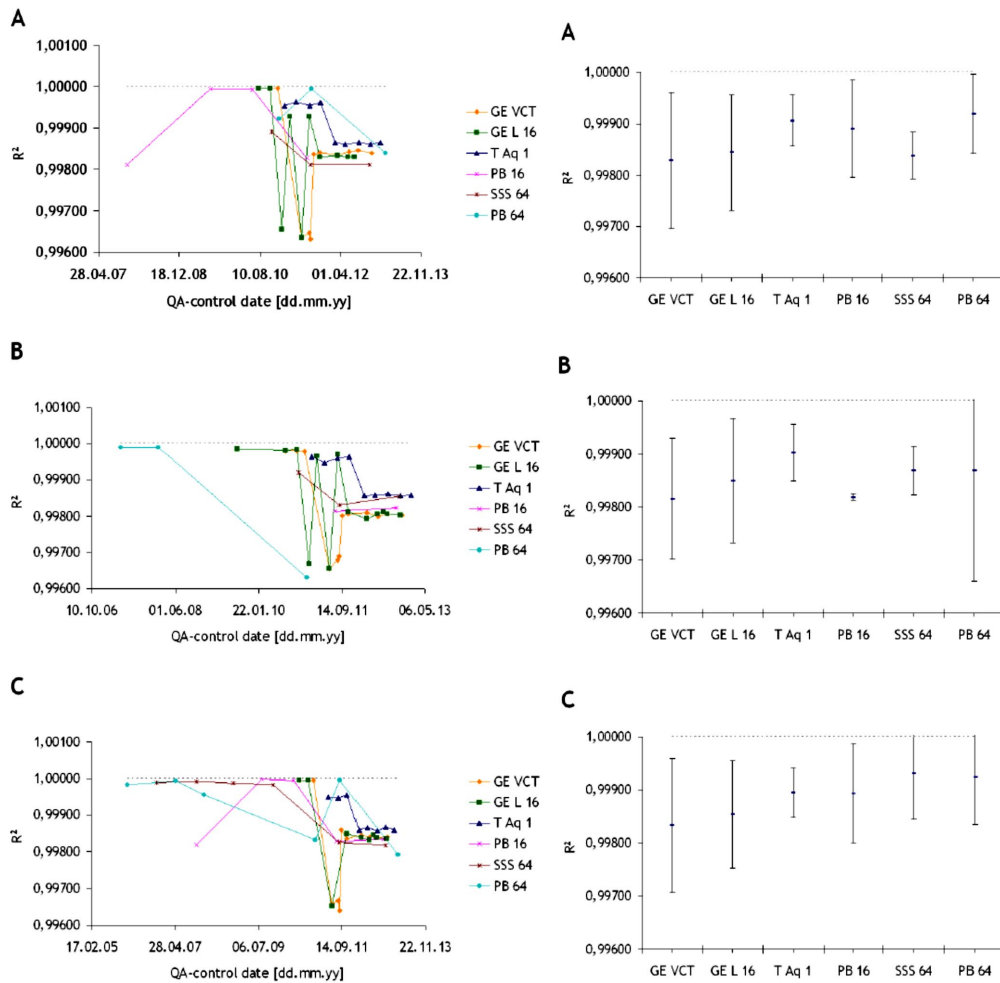 A
1,00100
1,00000
0,99900
0,99800
0,99700
0,99600
R²
28.04.07 18.12.08 10.08.10 01.04.12 22.11.13
QA-control date [dd.mm.yy]
GE VCT
GE L 16
T Aq 1
PB 16
SSS 64
PB 64
A
1,00000
0,99900
0,99800
0,99700
0,99600
R²
GE VCT GE L 16 T Aq 1 PB 16 SSS 64 PB 64
B
1,00100
1,00000
0,99900
0,99800
0,99700
0,99600
R²
10.10.06 01.06.08 22.01.10 14.09.11 06.05.13
QA-control date [dd.mm.yy]
GE VCT
GE L 16
T Aq 1
PB 16
SSS 64
PB 64
B
1,00000
0,99900
0,99800
0,99700
0,99600
R²
GE VCT GE L 16 T Aq 1 PB 16 SSS 64 PB 64
C
1,00100
1,00000
0,99900
0,99800
0,99700
0,99600
R²
17.02.05 28.04.07 06.07.09 14.09.11 22.11.13
QA-control date [dd.mm.yy]
GE VCT
GE L 16
T Aq 1
PB 16
SSS 64
PB 64
C
1,00000
0,99900
0,99800
0,99700
0,99600
R²
GE VCT GE L 16 T Aq 1 PB 16 SSS 64 PB 64